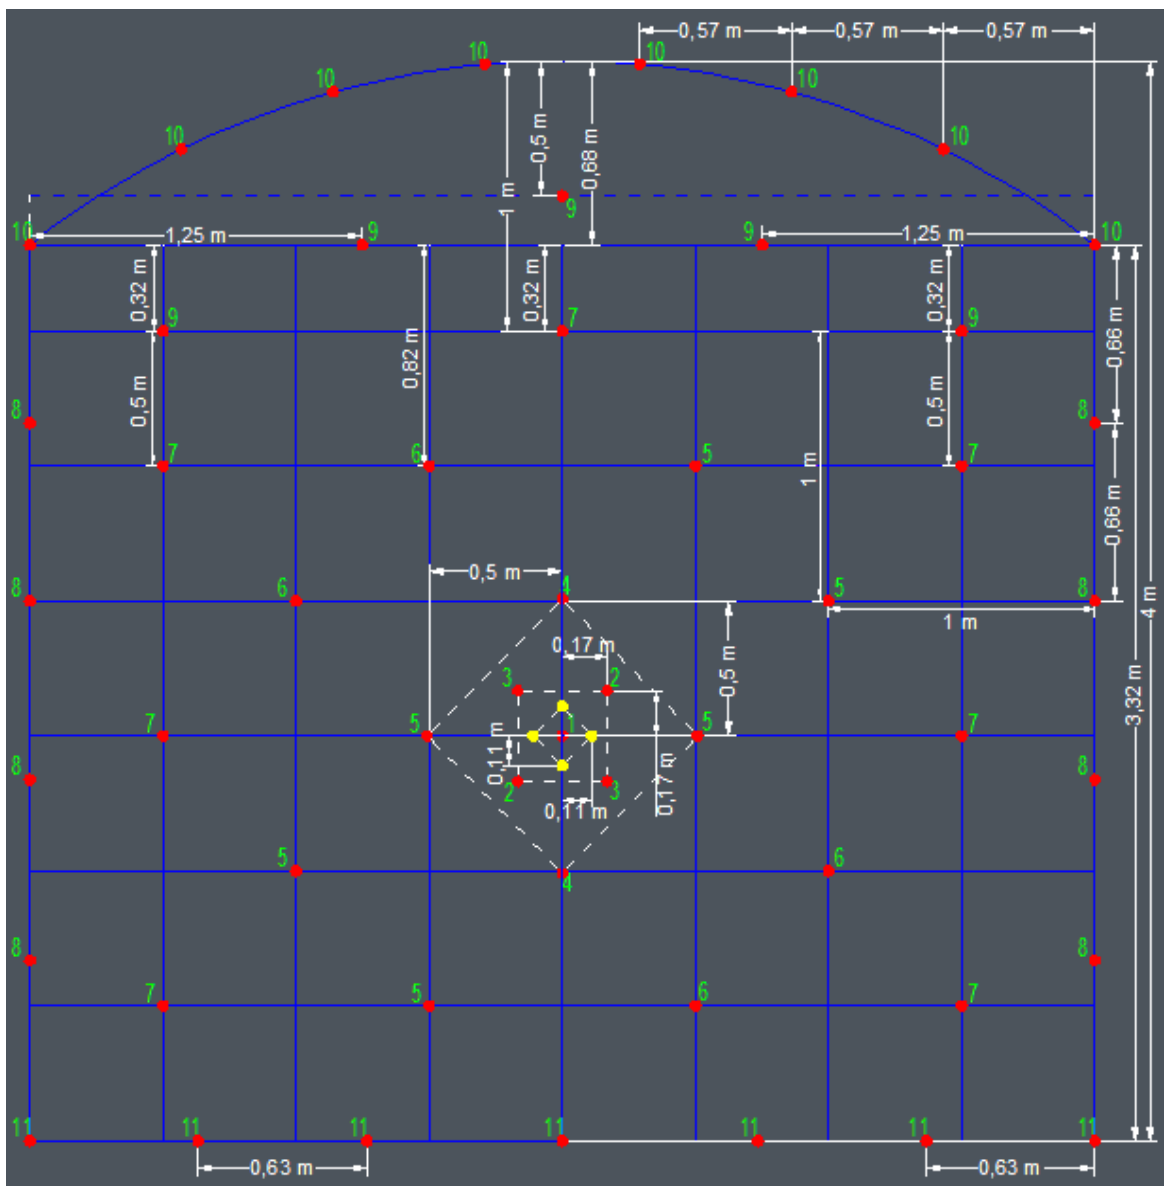 0,57 m 0,57 m 0,57 m
10 10
10 10
10 10
0,5 m
0,68 m
1 m
9
10 1,25 m 9
9 1,25 m 10
0,32 m
0,32 m
0,32 m
9 7 9
0,66 m
0,82 m
0,5 m
0,5 m
8 8
7 6 5 7
1 m
0,66 m
0,5 m
8 6 4 5 8
4 m
1 m
0,17 m
0,5 m
3 2
3,32 m
7 5 1 5 7
0,11 m
0,17 m
8 8
2 3
0,11 m
5 4 6
8 8
7 5 6 7
11 11 11 11 11 11 11
0,63 m 0,63 m